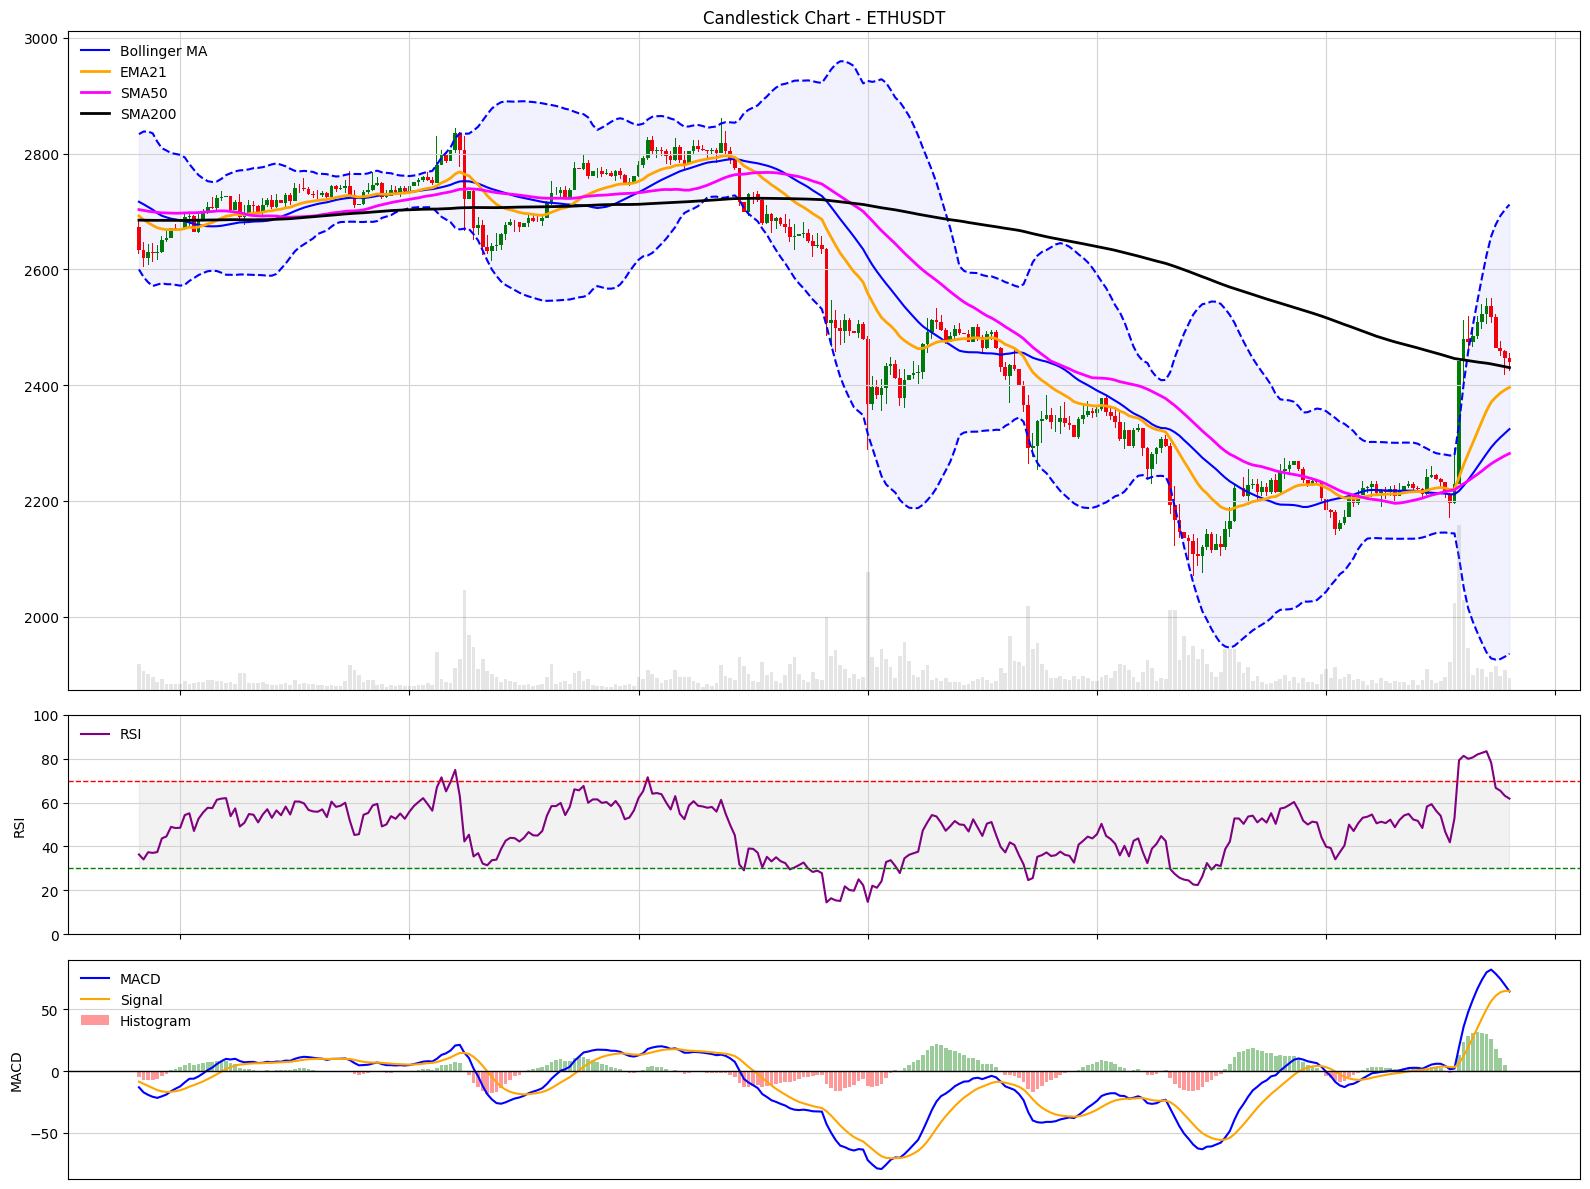 Candlestick Chart - ETHUSDT
3000
2800
2600
2400
2200
2000
Bollinger MA
EMA21
SMA50
SMA200
100
80
60
40
20
0
RSI
RSI
50
0
−50
MACD
MACD
Signal
Histogram